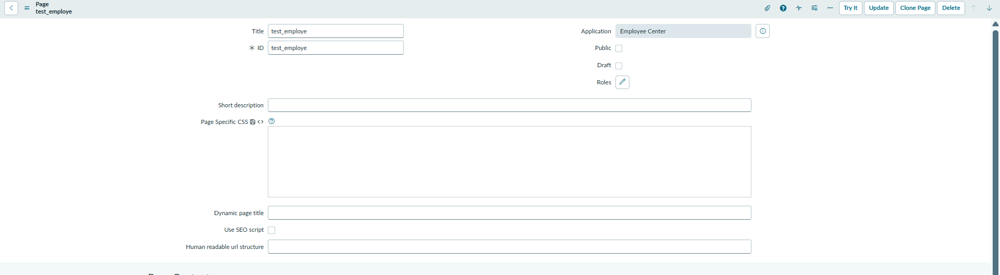 Page
test_employe
Try It
Update
Clone Page
Delete
Title
test_employe
Application
Employee Center
ID
test_employe
Public
Draft
Roles
Short description
Page Specific CSS
Dynamic page title
Use SEO script
Human readable url structure